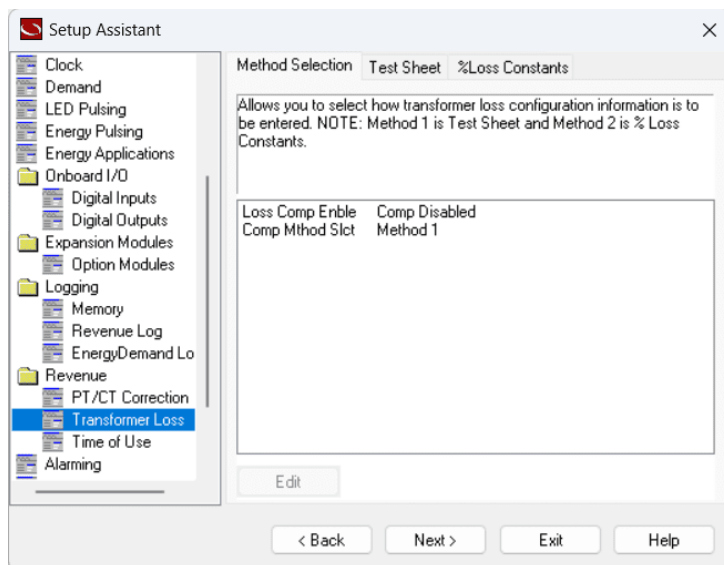 Setup Assistant
Clock
Demand
LED Pulsing
Energy Pulsing
Energy Applications
Onboard I/O
Digital Inputs
Digital Outputs
Expansion Modules
Option Modules
Logging
Memory
Revenue Log
EnergyDemand Lo
Revenue
PT/CT Correction
Transformer Loss
Time of Use
Alarming
Method Selection Test Sheet %Loss Constants
Allows you to select how transformer loss configuration information is to
be entered. NOTE: Method 1 is Test Sheet and Method 2 is % Loss
Constants.
Loss Comp Enble Comp Disabled
Comp Mthod Slct Method 1
Edit
< Back Next > Exit Help